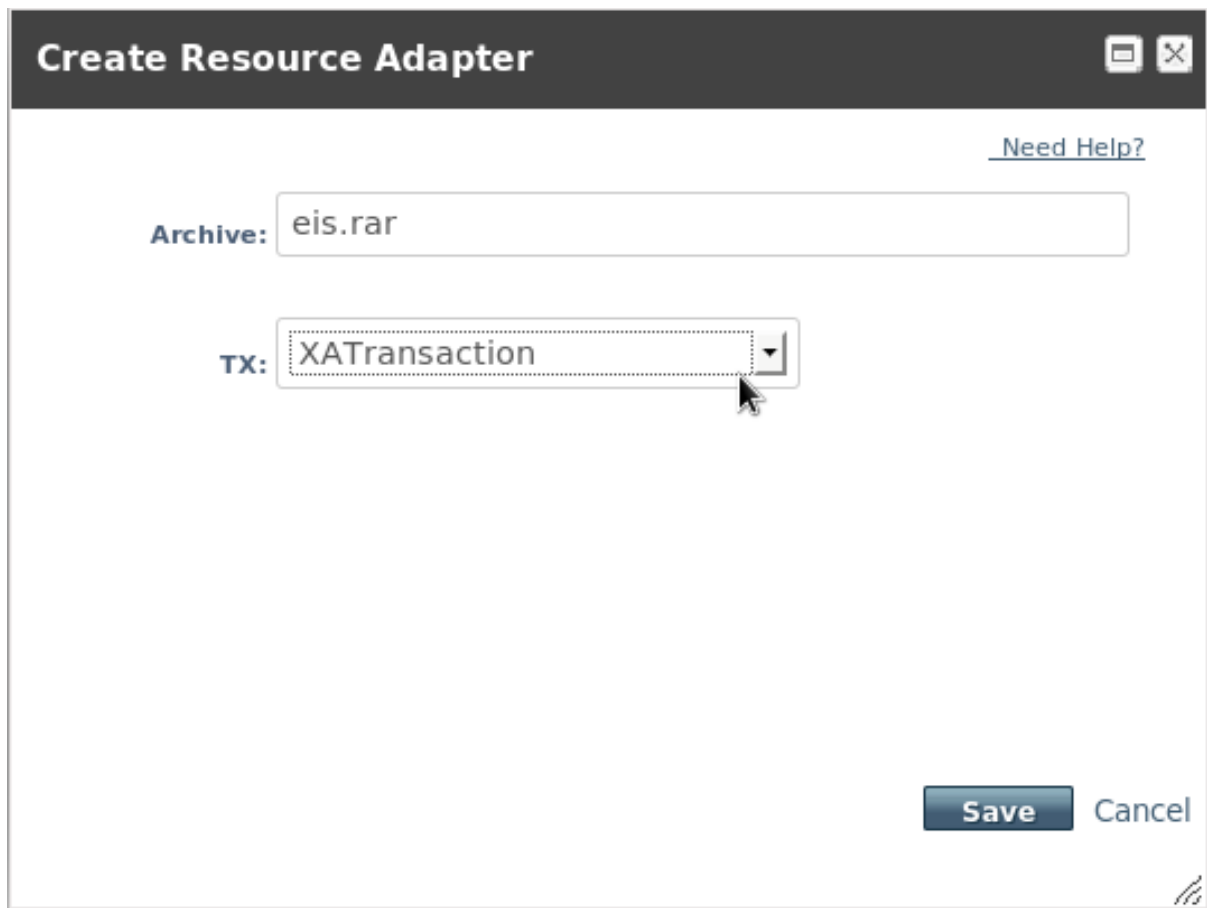 Create Resource Adapter
Need Help?
Archive: eis.rar
TX: XATransaction
Save Cancel